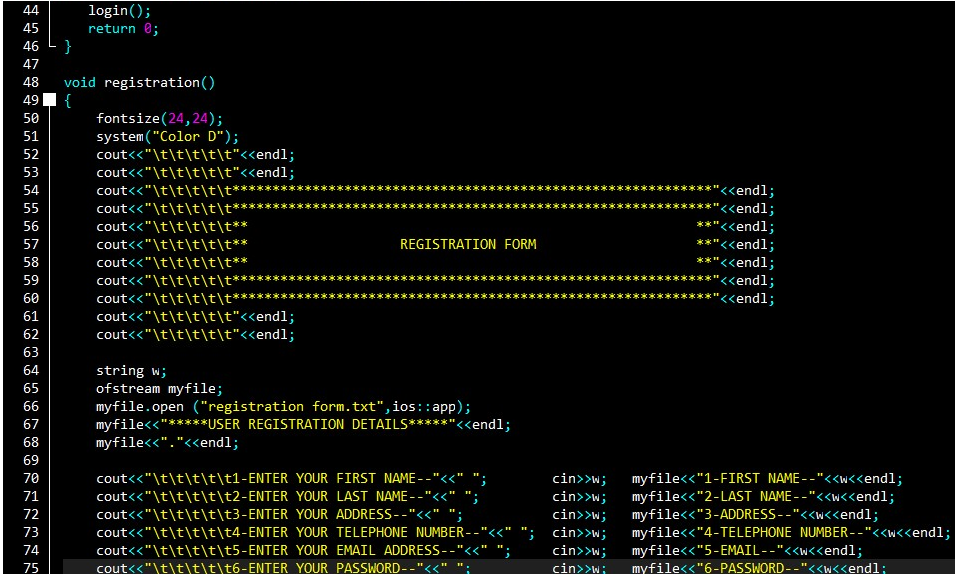 44 login();
45 return 0;
46 }
47
48 void registration()
49 {
50 fontsize(24,24);
51 system("Color D");
52 cout<<"\t\t\t\t\t"<<endl;
53 cout<<"\t\t\t\t\t"<<endl;
54 cout<<"\t\t\t\t\t************************************************************"<<endl;
55 cout<<"\t\t\t\t\t************************************************************"<<endl;
56 cout<<"\t\t\t\t\t**                                                        **"<<endl;
57 cout<<"\t\t\t\t\t**                   REGISTRATION FORM                    **"<<endl;
58 cout<<"\t\t\t\t\t**                                                        **"<<endl;
59 cout<<"\t\t\t\t\t************************************************************"<<endl;
60 cout<<"\t\t\t\t\t************************************************************"<<endl;
61 cout<<"\t\t\t\t\t"<<endl;
62 cout<<"\t\t\t\t\t"<<endl;
63
64 string w;
65 ofstream myfile;
66 myfile.open ("registration form.txt",ios::app);
67 myfile<<"*****USER REGISTRATION DETAILS*****"<<endl;
68 myfile<<"."<<endl;
69
70 cout<<"\t\t\t\t\t1-ENTER YOUR FIRST NAME--"<<" "; cin>>w; myfile<<"1-FIRST NAME--"<<w<<endl;
71 cout<<"\t\t\t\t\t2-ENTER YOUR LAST NAME--"<<" "; cin>>w; myfile<<"2-LAST NAME--"<<w<<endl;
72 cout<<"\t\t\t\t\t3-ENTER YOUR ADDRESS--"<<" "; cin>>w; myfile<<"3-ADDRESS--"<<w<<endl;
73 cout<<"\t\t\t\t\t4-ENTER YOUR TELEPHONE NUMBER--"<<" "; cin>>w; myfile<<"4-TELEPHONE NUMBER--"<<w<<endl;
74 cout<<"\t\t\t\t\t5-ENTER YOUR EMAIL ADDRESS--"<<" "; cin>>w; myfile<<"5-EMAIL--"<<w<<endl;
75 cout<<"\t\t\t\t\t6-ENTER YOUR PASSWORD--"<<" "; cin>>w; myfile<<"6-PASSWORD--"<<w<<endl;